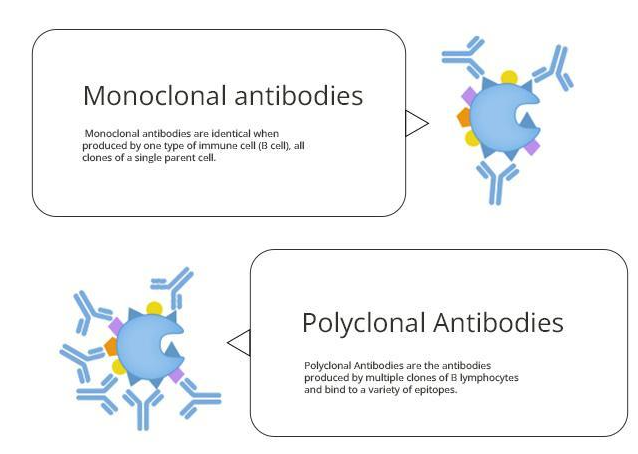 Monoclonal antibodies
Monoclonal antibodies are identical when
produced by one type of immune cell (B cell), all
clones of a single parent cell.
Polyclonal Antibodies
Polyclonal Antibodies are the antibodies
produced by multiple clones of B lymphocytes
and bind to a variety of epitopes.